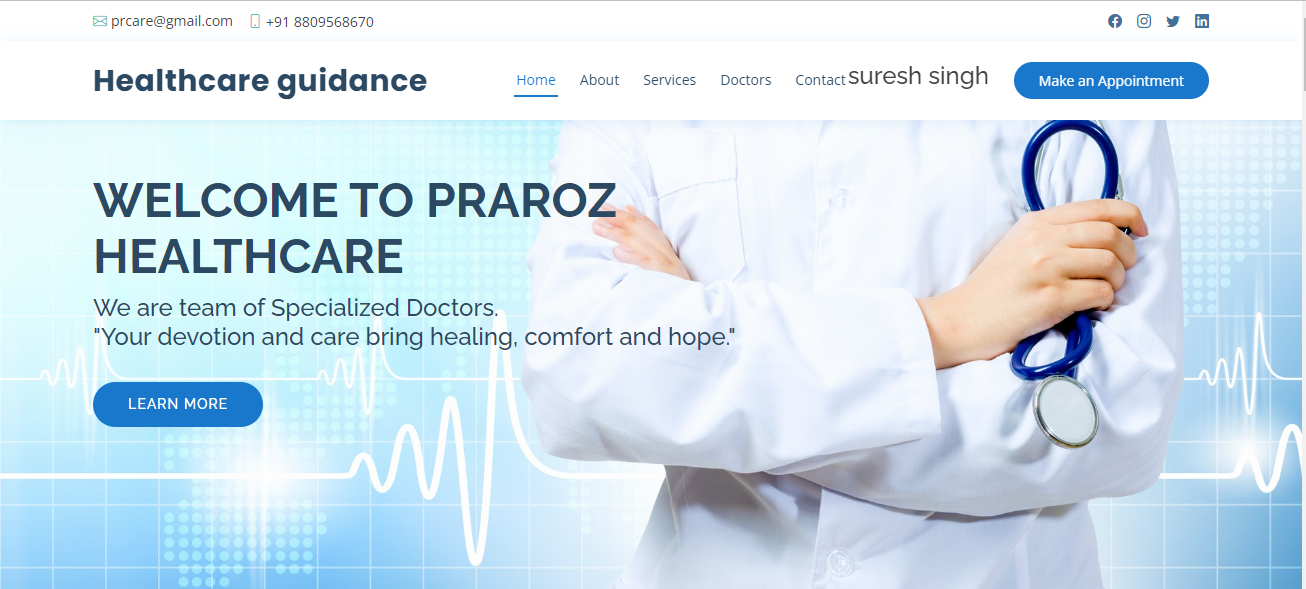 prcare@gmail.com +91 8809568670
Healthcare guidance Home About Services Doctors Contact suresh singh Make an Appointment
WELCOME TO PRAROZ
HEALTHCARE
We are team of Specialized Doctors.
"Your devotion and care bring healing, comfort and hope."
LEARN MORE